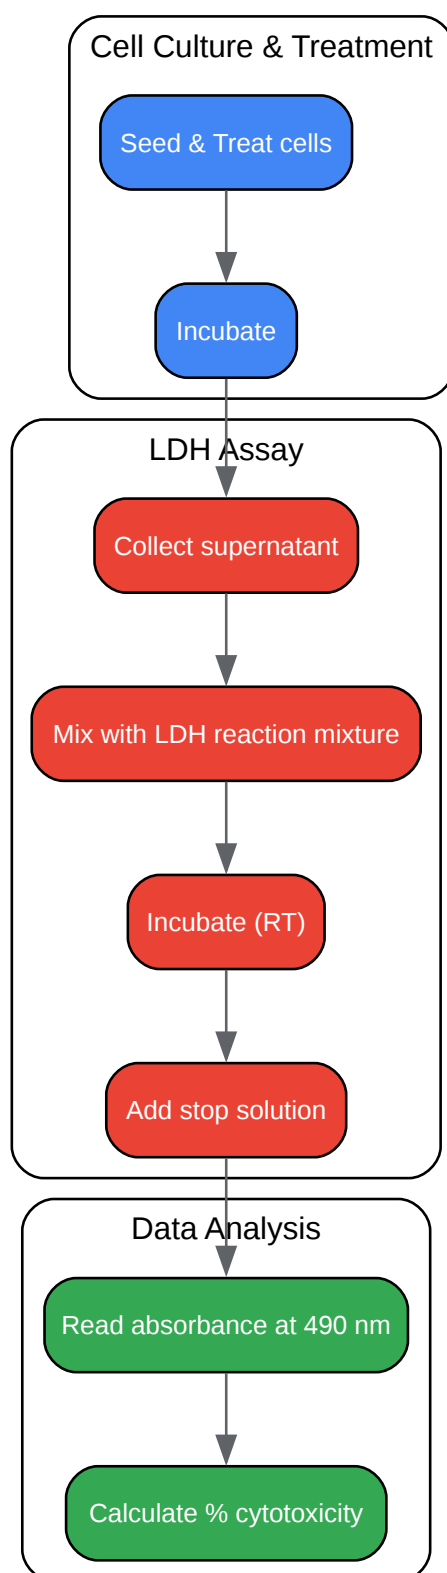 Cell Culture & Treatment
Seed & Treat cells
Incubate
LDH Assay
Collect supernatant
Mix with LDH reaction mixture
Incubate (RT)
Add stop solution
Data Analysis
Read absorbance at 490 nm
Calculate % cytotoxicity